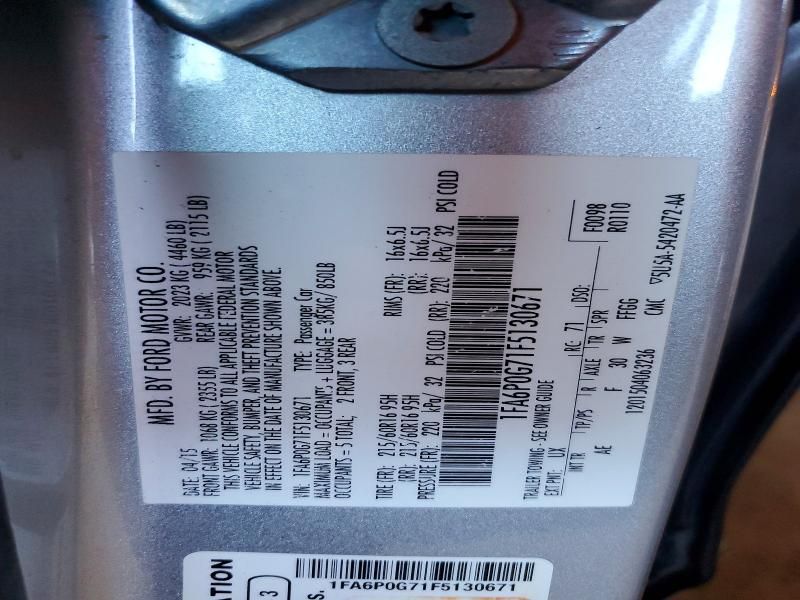 MFD. BY FORD MOTOR CO.
DATE: 04/15 GVWR: 2023 KG ( 4460 LB)
FRONT GAWR: 1068 KG ( 2355 LB) REAR GAWR: 959 KG ( 2115 LB)
THIS VEHICLE CONFORMS TO ALL APPLICABLE FEDERAL MOTOR
VEHICLE SAFETY, BUMPER, AND THEFT PREVENTION STANDARDS
IN EFFECT ON THE DATE OF MANUFACTURE SHOWN ABOVE.
VIN: 1FA6P0G71F5130671 TYPE: Passenger Car
MAXIMUM LOAD = OCCUPANTS + LUGGAGE = 385KG/ 850LB
OCCUPANTS = 5 TOTAL: 2 FRONT, 3 REAR
TIRE (FR): 215/60R16 95H RIMS (FR): 16x6.5J
(RR): 215/60R16 95H (RR): 16x6.5J
PRESSURE (FR): 220 kPa/ 32 PSI COLD (RR): 220 kPa/ 32 PSI COLD
1FA6P0G71F5130671
TRAILER TOWING - SEE OWNER GUIDE F0098
EXT PNT: UX RC: 71 DSO: R0110
INT TR TP/PS R AXLE TR SPR
AE F 30 W FFGG
1201504063236 CMC ▽5U5A-5420472-AA
ATION
3
S.
1FA6P0G71F5130671